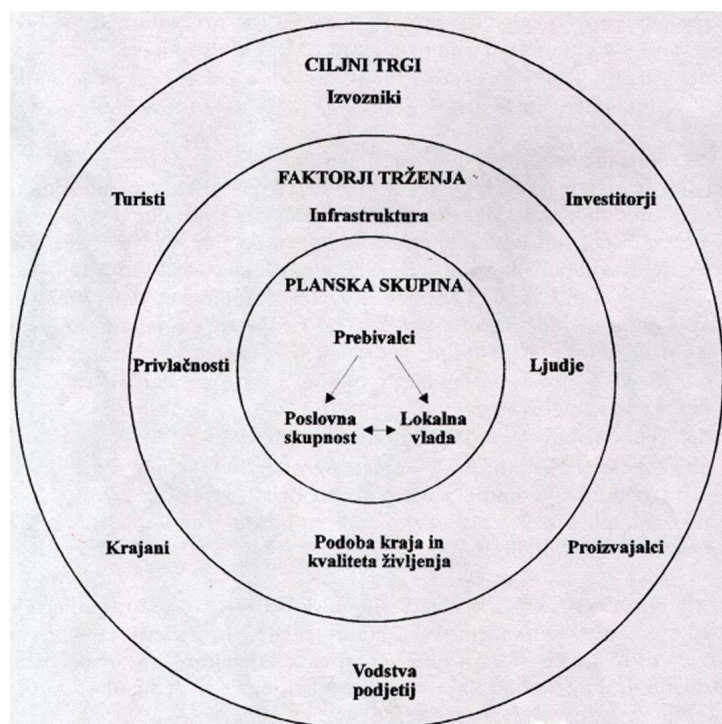 CILJNI TRGI
Izvozniki
Turisti
Investitorji
FAKTORJI TRŽENJA
Infrastruktura
PLANSKA SKUPINA
Prebivalci
Privlačnosti
Ljudje
Poslovna
skupnost
Lokalna
vlada
Podoba kraja in
kvaliteta življenja
Krajani
Proizvajalci
Vodstva
podjetij